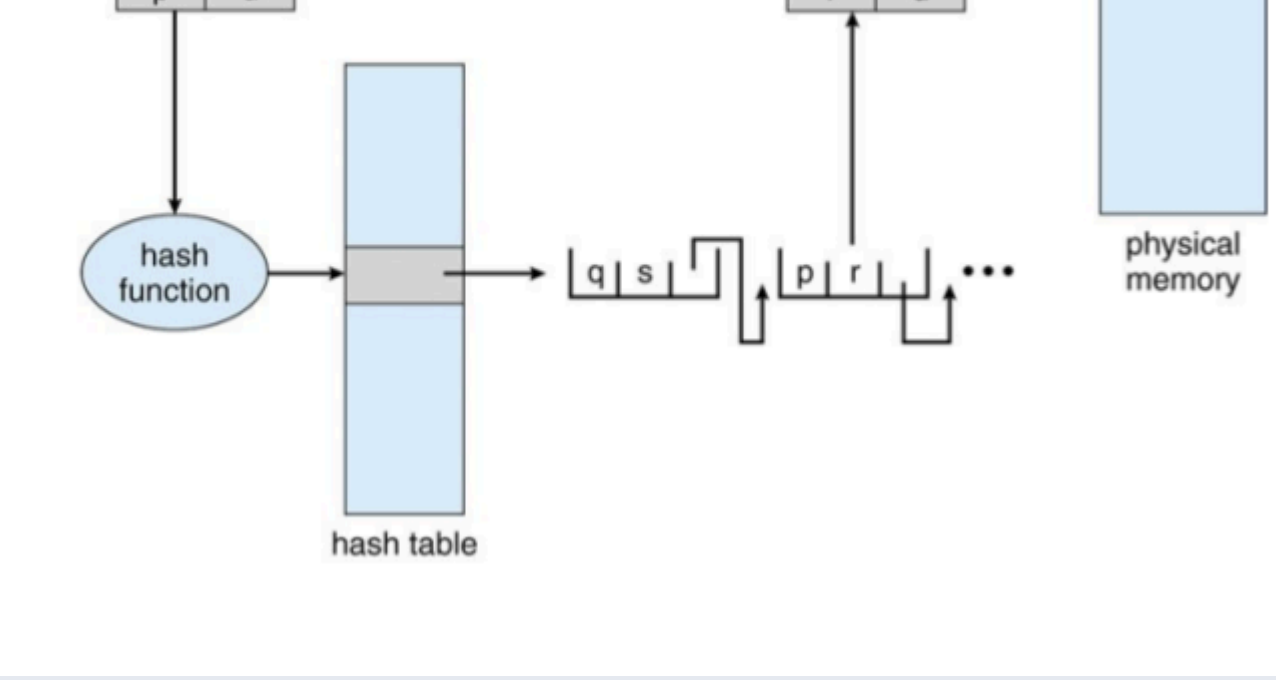 hash
function
q s
p r
physical
memory
hash table